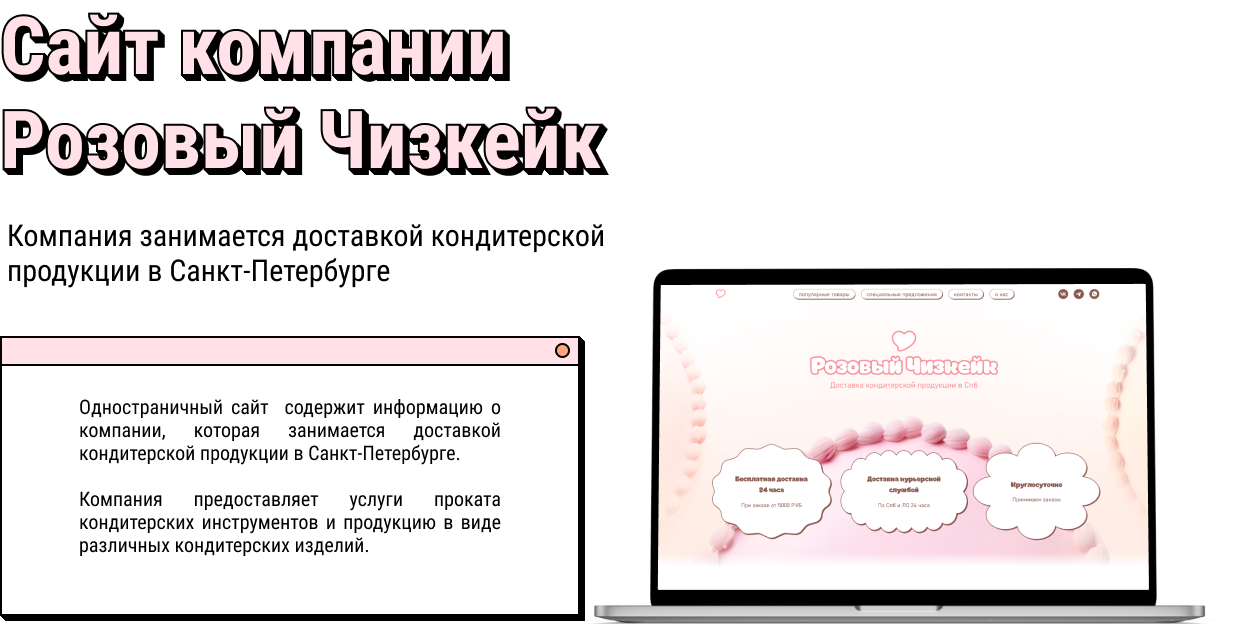 Сайт компании
Розовый Чизкейк
Компания занимается доставкой кондитерской
продукции в Санкт-Петербурге
Одностраничный сайт содержит информацию о
компании, которая занимается доставкой
кондитерской продукции в Санкт-Петербурге.
Компания предоставляет услуги проката
кондитерских инструментов и продукцию в виде
различных кондитерских изделий.
популярные товары
специальные предложения
контакты
о нас
Розовый Чизкейк
Доставка кондитерской продукции в Спб
Бесплатная доставка
24 часа
При заказе от 5000 РУБ
Доставка курьерской
службой
По Спб и ЛО 24 часа
Круглосуточно
Принимаем заказы